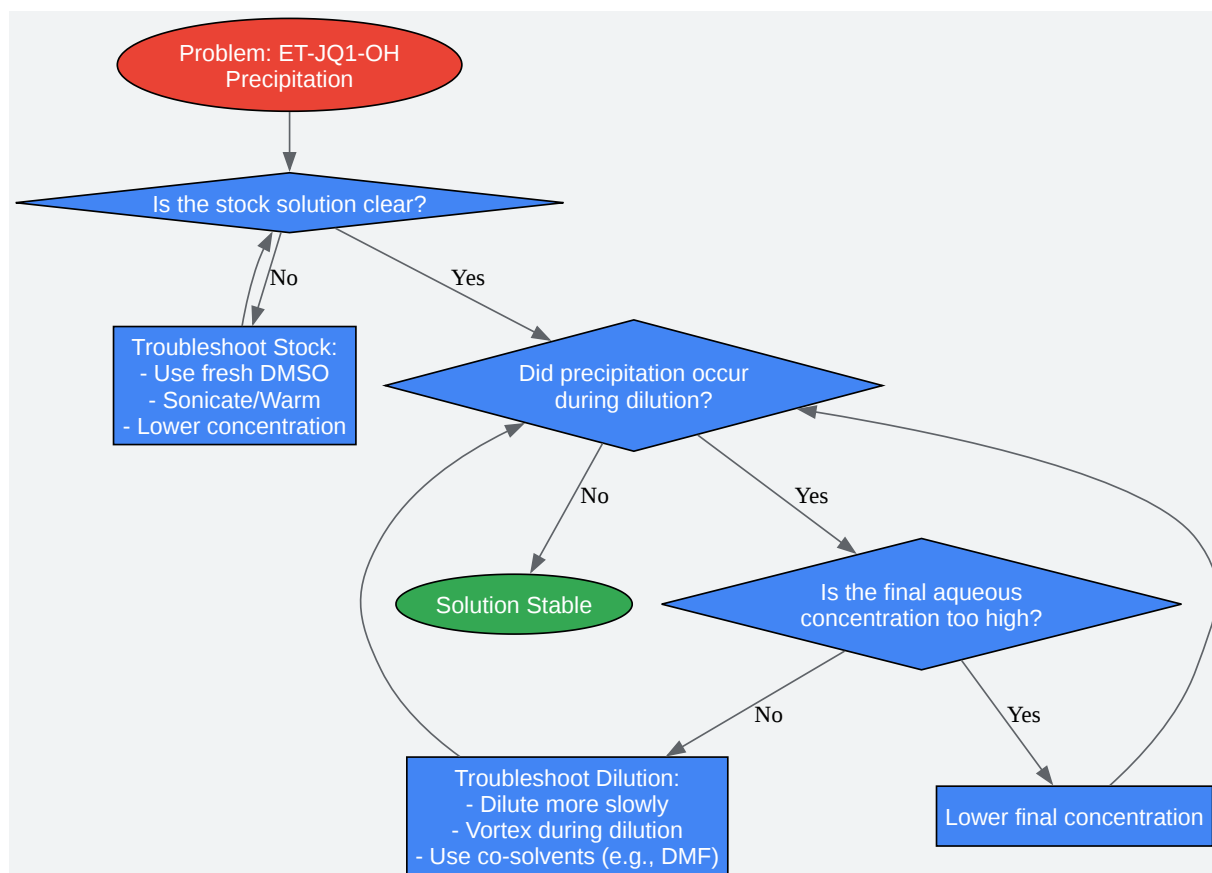 Problem: ET-JQ1-OH
Precipitation
Is the stock solution clear?
No
Yes
Troubleshoot Stock:
- Use fresh DMSO
- Sonicate/Warm
- Lower concentration
Did precipitation occur
during dilution?
No
Yes
Solution Stable
Is the final aqueous
concentration too high?
No
Yes
Troubleshoot Dilution:
- Dilute more slowly
- Vortex during dilution
- Use co-solvents (e.g., DMF)
Lower final concentration